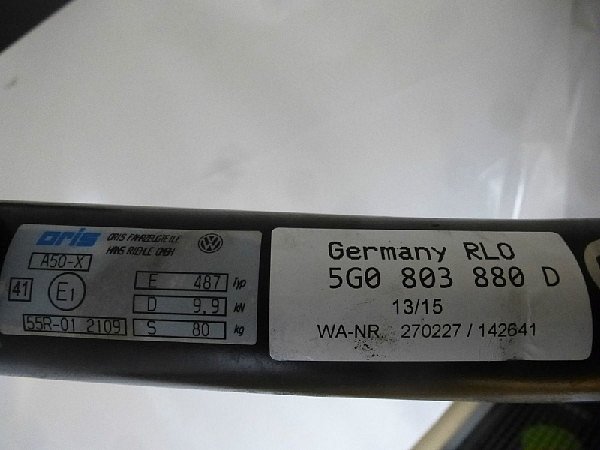 oris
ORIS FAHRZEUGTEILE
HANS RIEHLE GMBH
A50-X
41
E1
55R-01 2109
E 487 Typ
D 9,9 kN
S 80 kg
Germany RLO
5G0 803 880 D
13/15
WA-NR. 270227 / 142641